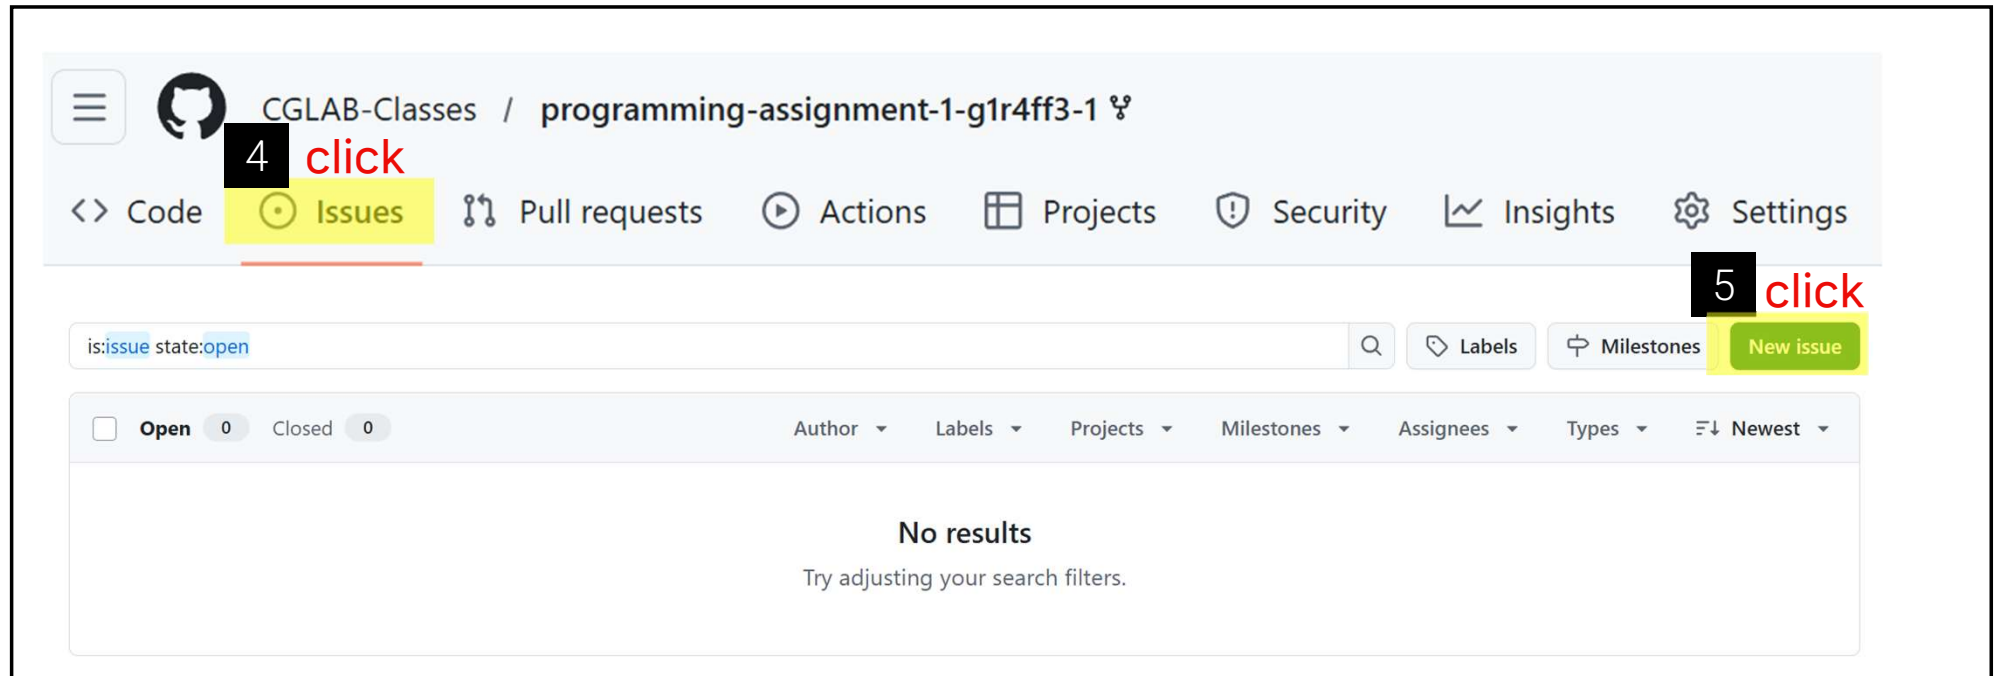 CGLAB-Classes / programming-assignment-1-g1r4ff3-1
4 click
Code Issues Pull requests Actions Projects Security Insights Settings
5 click
is:issue state:open Labels Milestones New issue
Open 0 Closed 0 Author Labels Projects Milestones Assignees Types Newest
No results
Try adjusting your search filters.